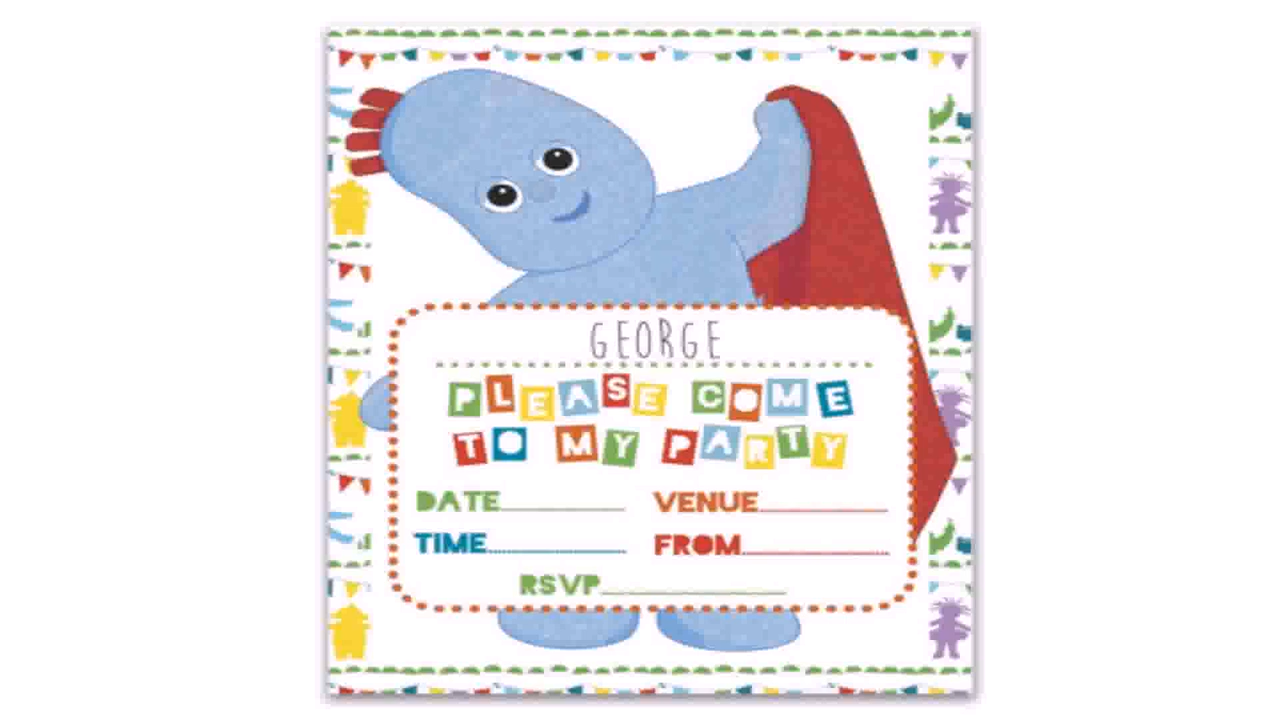 GEORGE
PLEASE COME
TO MY PARTY
DATE VENUE
TIME FROM
RSVP